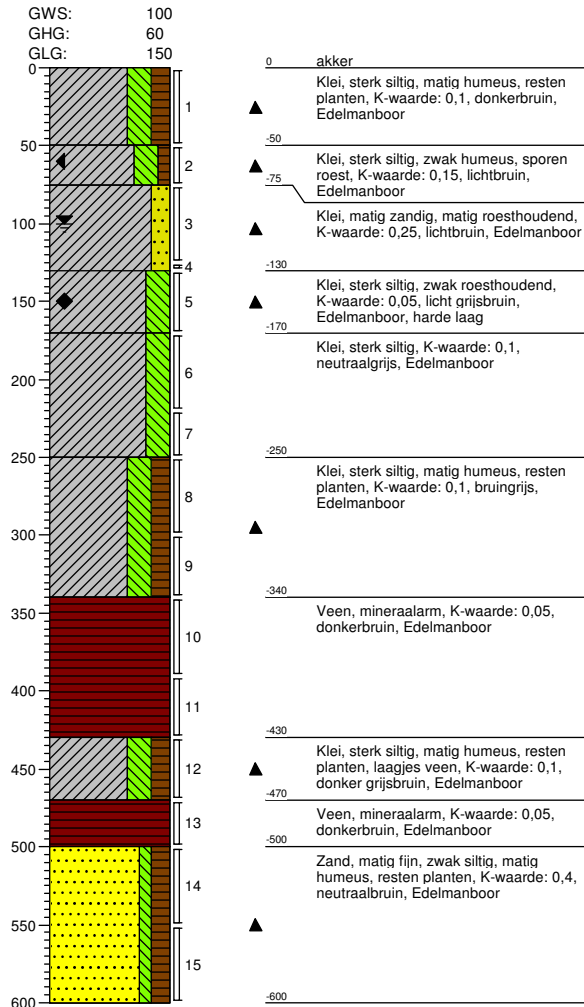 GWS: 100
GHG: 60
GLG: 150
0
50
100
150
200
250
300
350
400
450
500
550
600
1
2
3
4
5
6
7
8
9
10
11
12
13
14
15
0 akker
Klei, sterk siltig, matig humeus, resten
planten, K-waarde: 0,1, donkerbruin,
Edelmanboor
-50
Klei, sterk siltig, zwak humeus, sporen
roest, K-waarde: 0,15, lichtbruin,
Edelmanboor
-75
Klei, matig zandig, matig roesthoudend,
K-waarde: 0,25, lichtbruin, Edelmanboor
-130
Klei, sterk siltig, zwak roesthoudend,
K-waarde: 0,05, licht grijsbruin,
Edelmanboor, harde laag
-170
Klei, sterk siltig, K-waarde: 0,1,
neutraalgrijs, Edelmanboor
-250
Klei, sterk siltig, matig humeus, resten
planten, K-waarde: 0,1, bruingrijs,
Edelmanboor
-340
Veen, mineraalarm, K-waarde: 0,05,
donkerbruin, Edelmanboor
-430
Klei, sterk siltig, matig humeus, resten
planten, laagjes veen, K-waarde: 0,1,
donker grijsbruin, Edelmanboor
-470
Veen, mineraalarm, K-waarde: 0,05,
donkerbruin, Edelmanboor
-500
Zand, matig fijn, zwak siltig, matig
humeus, resten planten, K-waarde: 0,4,
neutraalbruin, Edelmanboor
-600